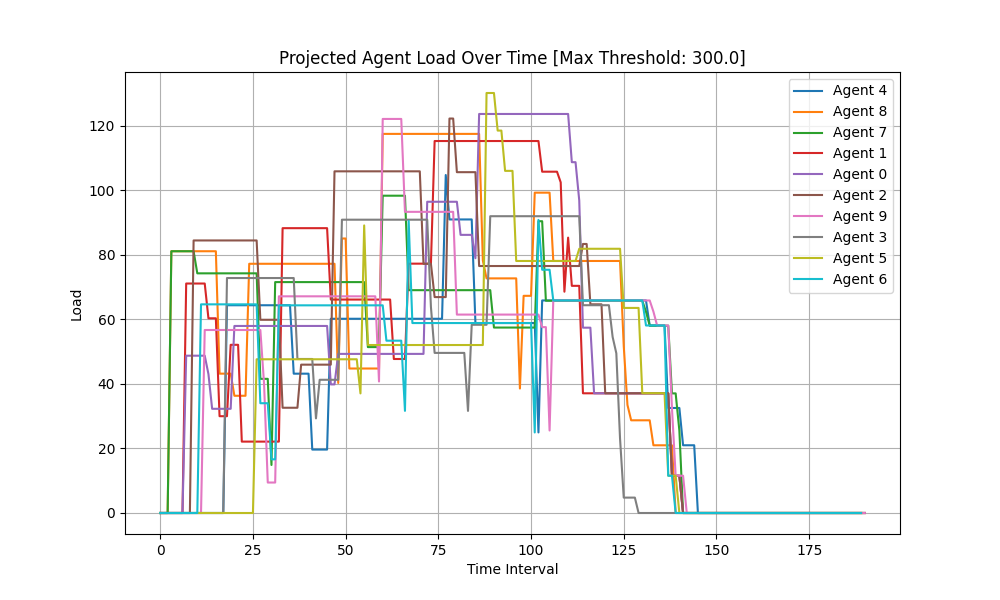 Projected Agent Load Over Time [Max Threshold: 300.0]
Load
120
100
80
60
40
20
0
0 25 50 75 100 125 150 175
Time Interval
Agent 4
Agent 8
Agent 7
Agent 1
Agent 0
Agent 2
Agent 9
Agent 3
Agent 5
Agent 6